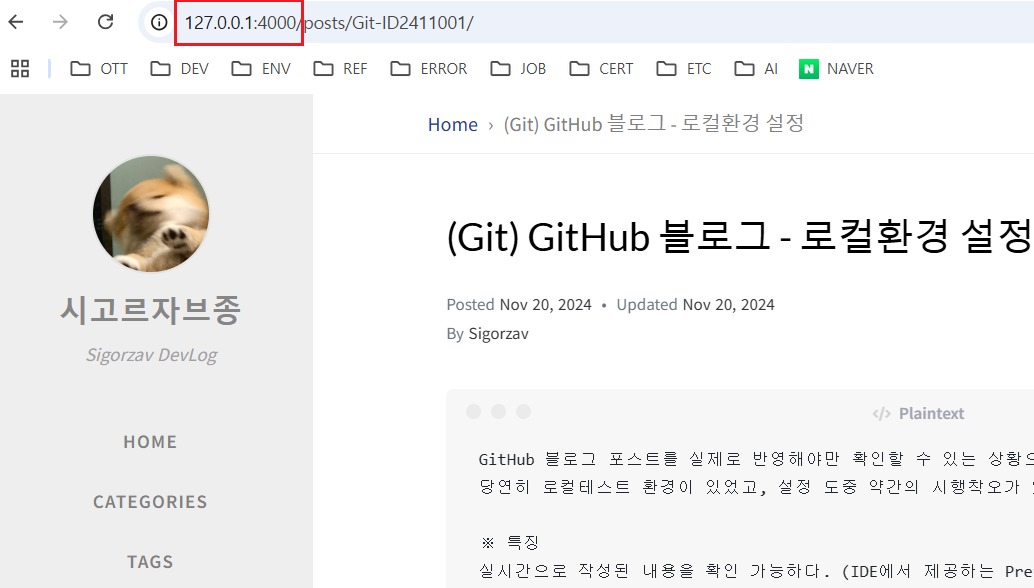 127.0.0.1:4000/posts/Git-ID2411001/
OTT DEV ENV REF ERROR JOB CERT ETC AI N NAVER
Home › (Git) GitHub 블로그 - 로컬환경 설정
(Git) GitHub 블로그 - 로컬환경 설정
Posted Nov 20, 2024 • Updated Nov 20, 2024
By Sigorzav
시고르자브종
Sigorzav DevLog
HOME
CATEGORIES
TAGS
</> Plaintext
GitHub 블로그 포스트를 실제로 반영해야만 확인할 수 있는
당연히 로컬테스트 환경이 있었고, 설정 도중 약간의 시행착오가
※ 특징
실시간으로 작성된 내용을 확인 가능하다. (IDE에서 제공하는 Pre